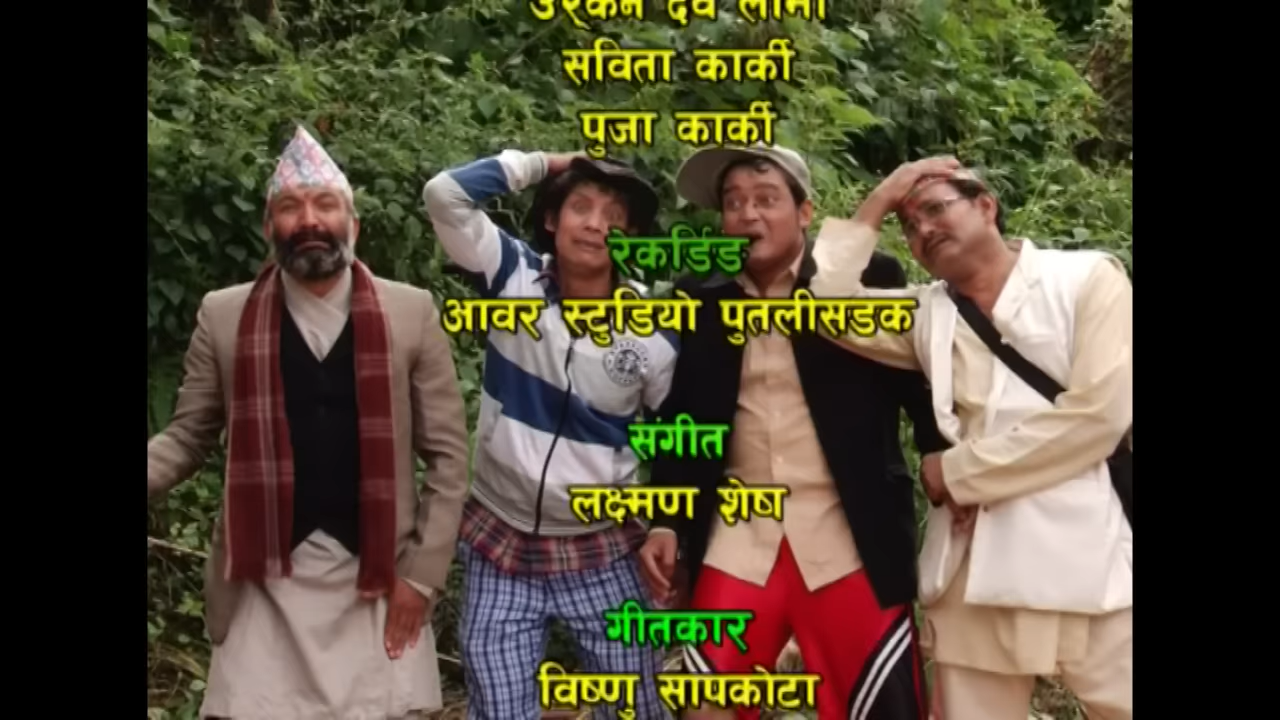 सविता कार्की
पुजा कार्की
रेकर्डिङ
आवर स्टुडियो पुतलीसडक
संगीत
लक्ष्मण शेष
गीतकार
विष्णु सापकोटा